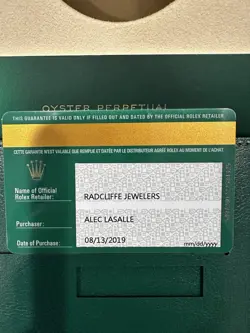 OYSTER PERPETUAL
THIS GUARANTEE IS VALID ONLY IF FILLED OUT AND DATED BY THE OFFICIAL ROLEX RETAILER
CETTE GARANTIE N'EST VALABLE QUE REMPLIE ET DATÉE PAR LE DISTRIBUTEUR AGRÉÉ ROLEX AU MOMENT DE L'ACHAT
Name of Official
Rolex Retailer:
RADCLIFFE JEWELERS
Purchaser:
ALEC LASALLE
Date of Purchase:
08/13/2019
mm/dd/yyyy